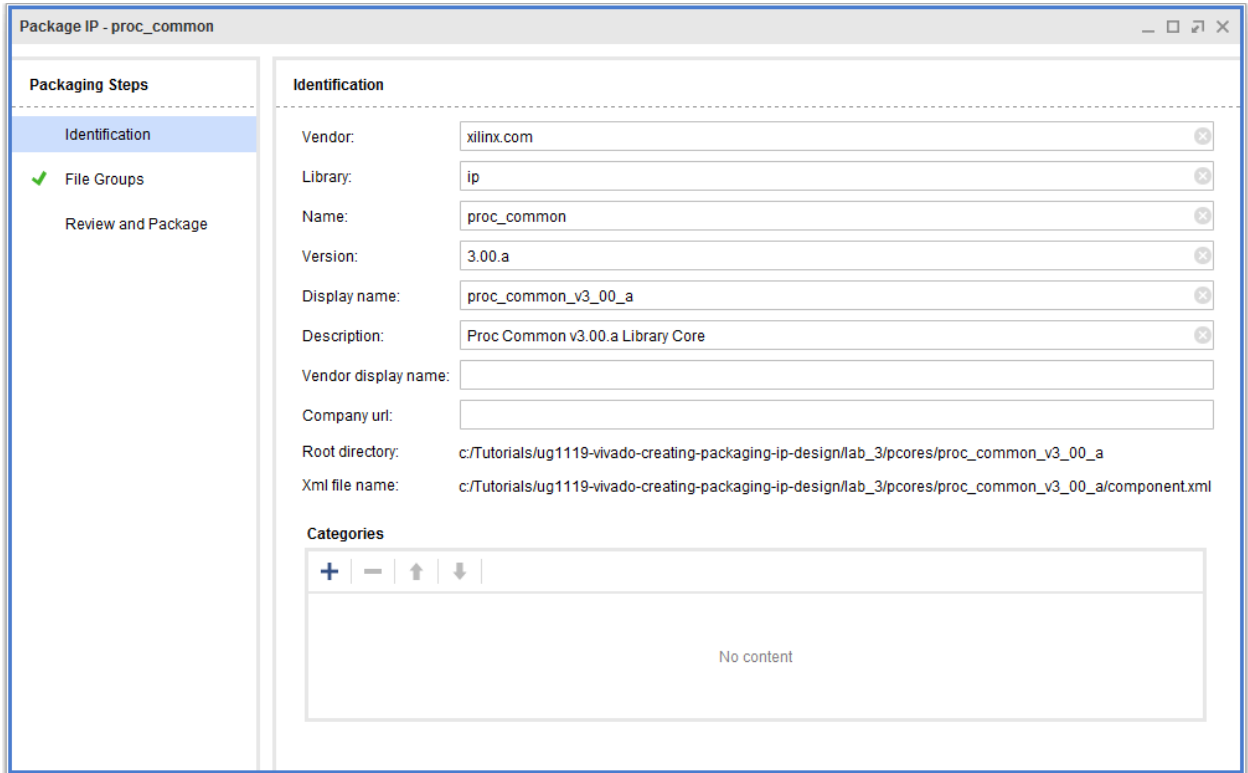 Package IP - proc_common
Packaging Steps
Identification
File Groups
Review and Package
Identification
Vendor: xilinx.com
Library: ip
Name: proc_common
Version: 3.00.a
Display name: proc_common_v3_00_a
Description: Proc Common v3.00.a Library Core
Vendor display name:
Company url:
Root directory: c:/Tutorials/ug1119-vivado-creating-packaging-ip-design/lab_3/pcores/proc_common_v3_00_a
Xml file name: c:/Tutorials/ug1119-vivado-creating-packaging-ip-design/lab_3/pcores/proc_common_v3_00_a/component.xml
Categories
No content